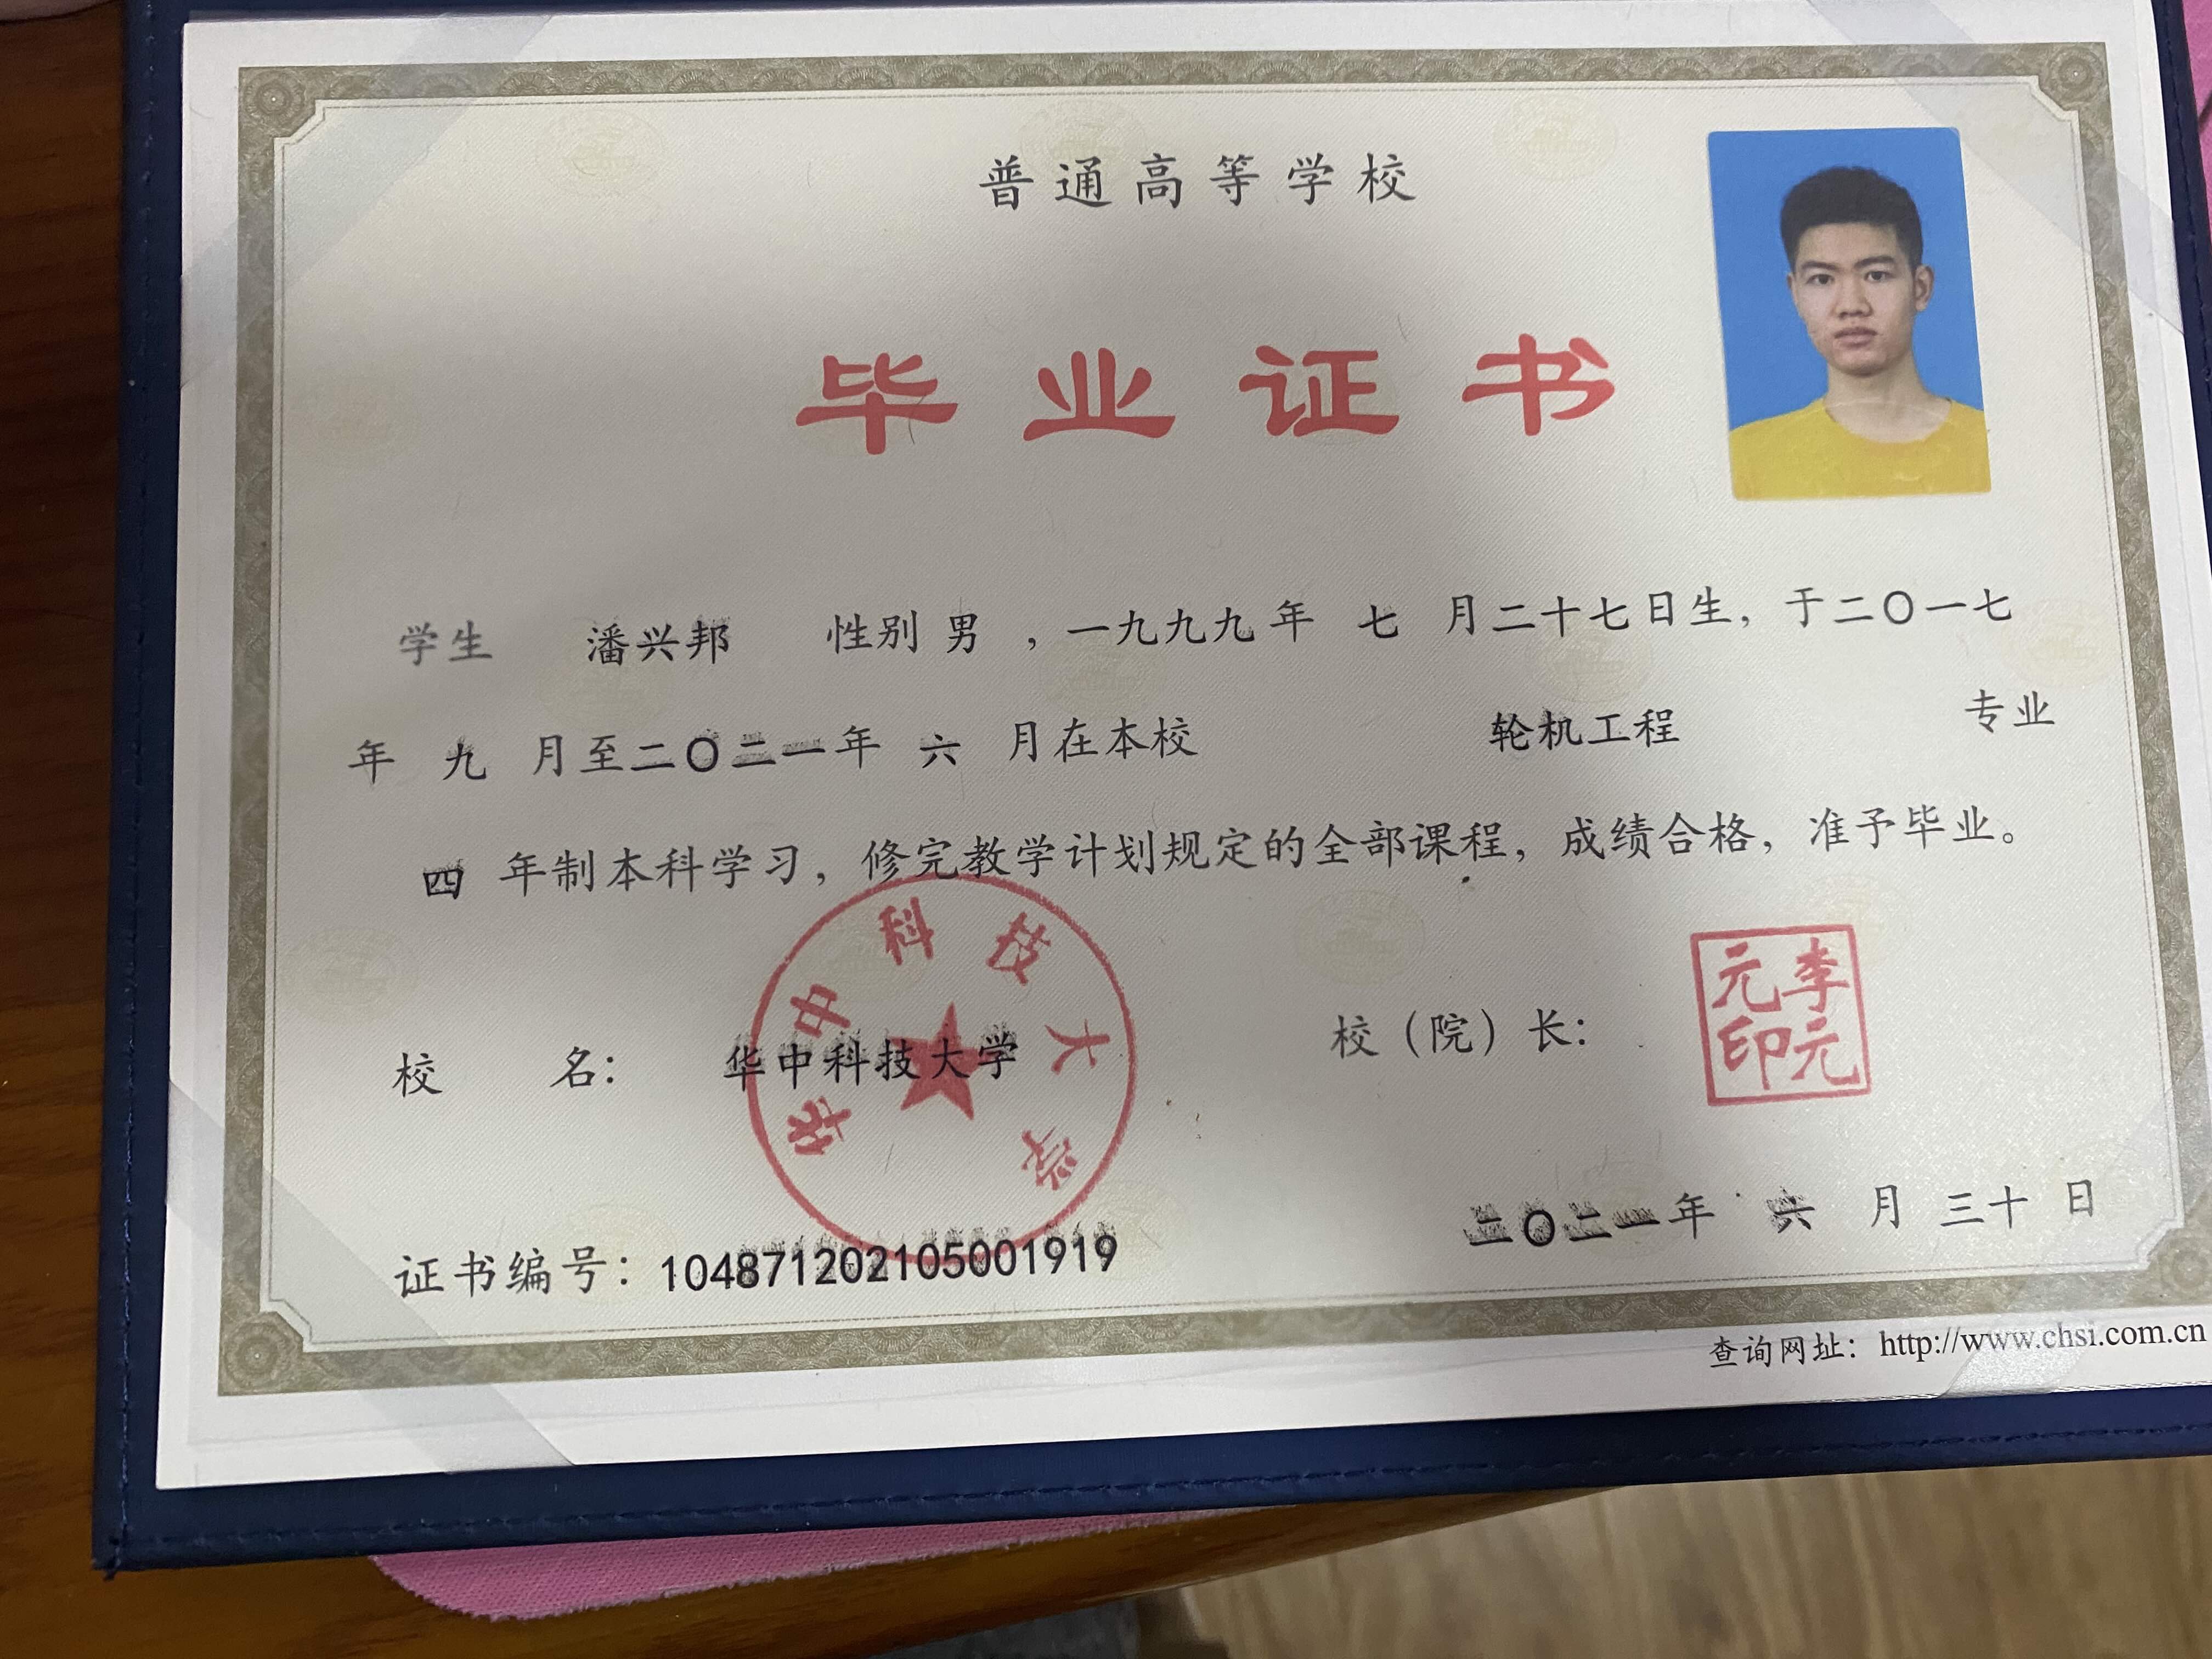 普通高等学校
毕业证书
学生 潘兴邦 性别 男 ，一九九九年 七 月二十七日生，于二〇一七
年 九 月至二〇二一年 六 月在本校 轮机工程 专业
四 年制本科学习，修完教学计划规定的全部课程，成绩合格，准予毕业。
校 名： 华中科技大学
华中科技大学
校（院）长：
李元元印
证书编号：104871202105001919
二〇二一年 六 月 三十 日
查询网址：http://www.chsi.com.cn